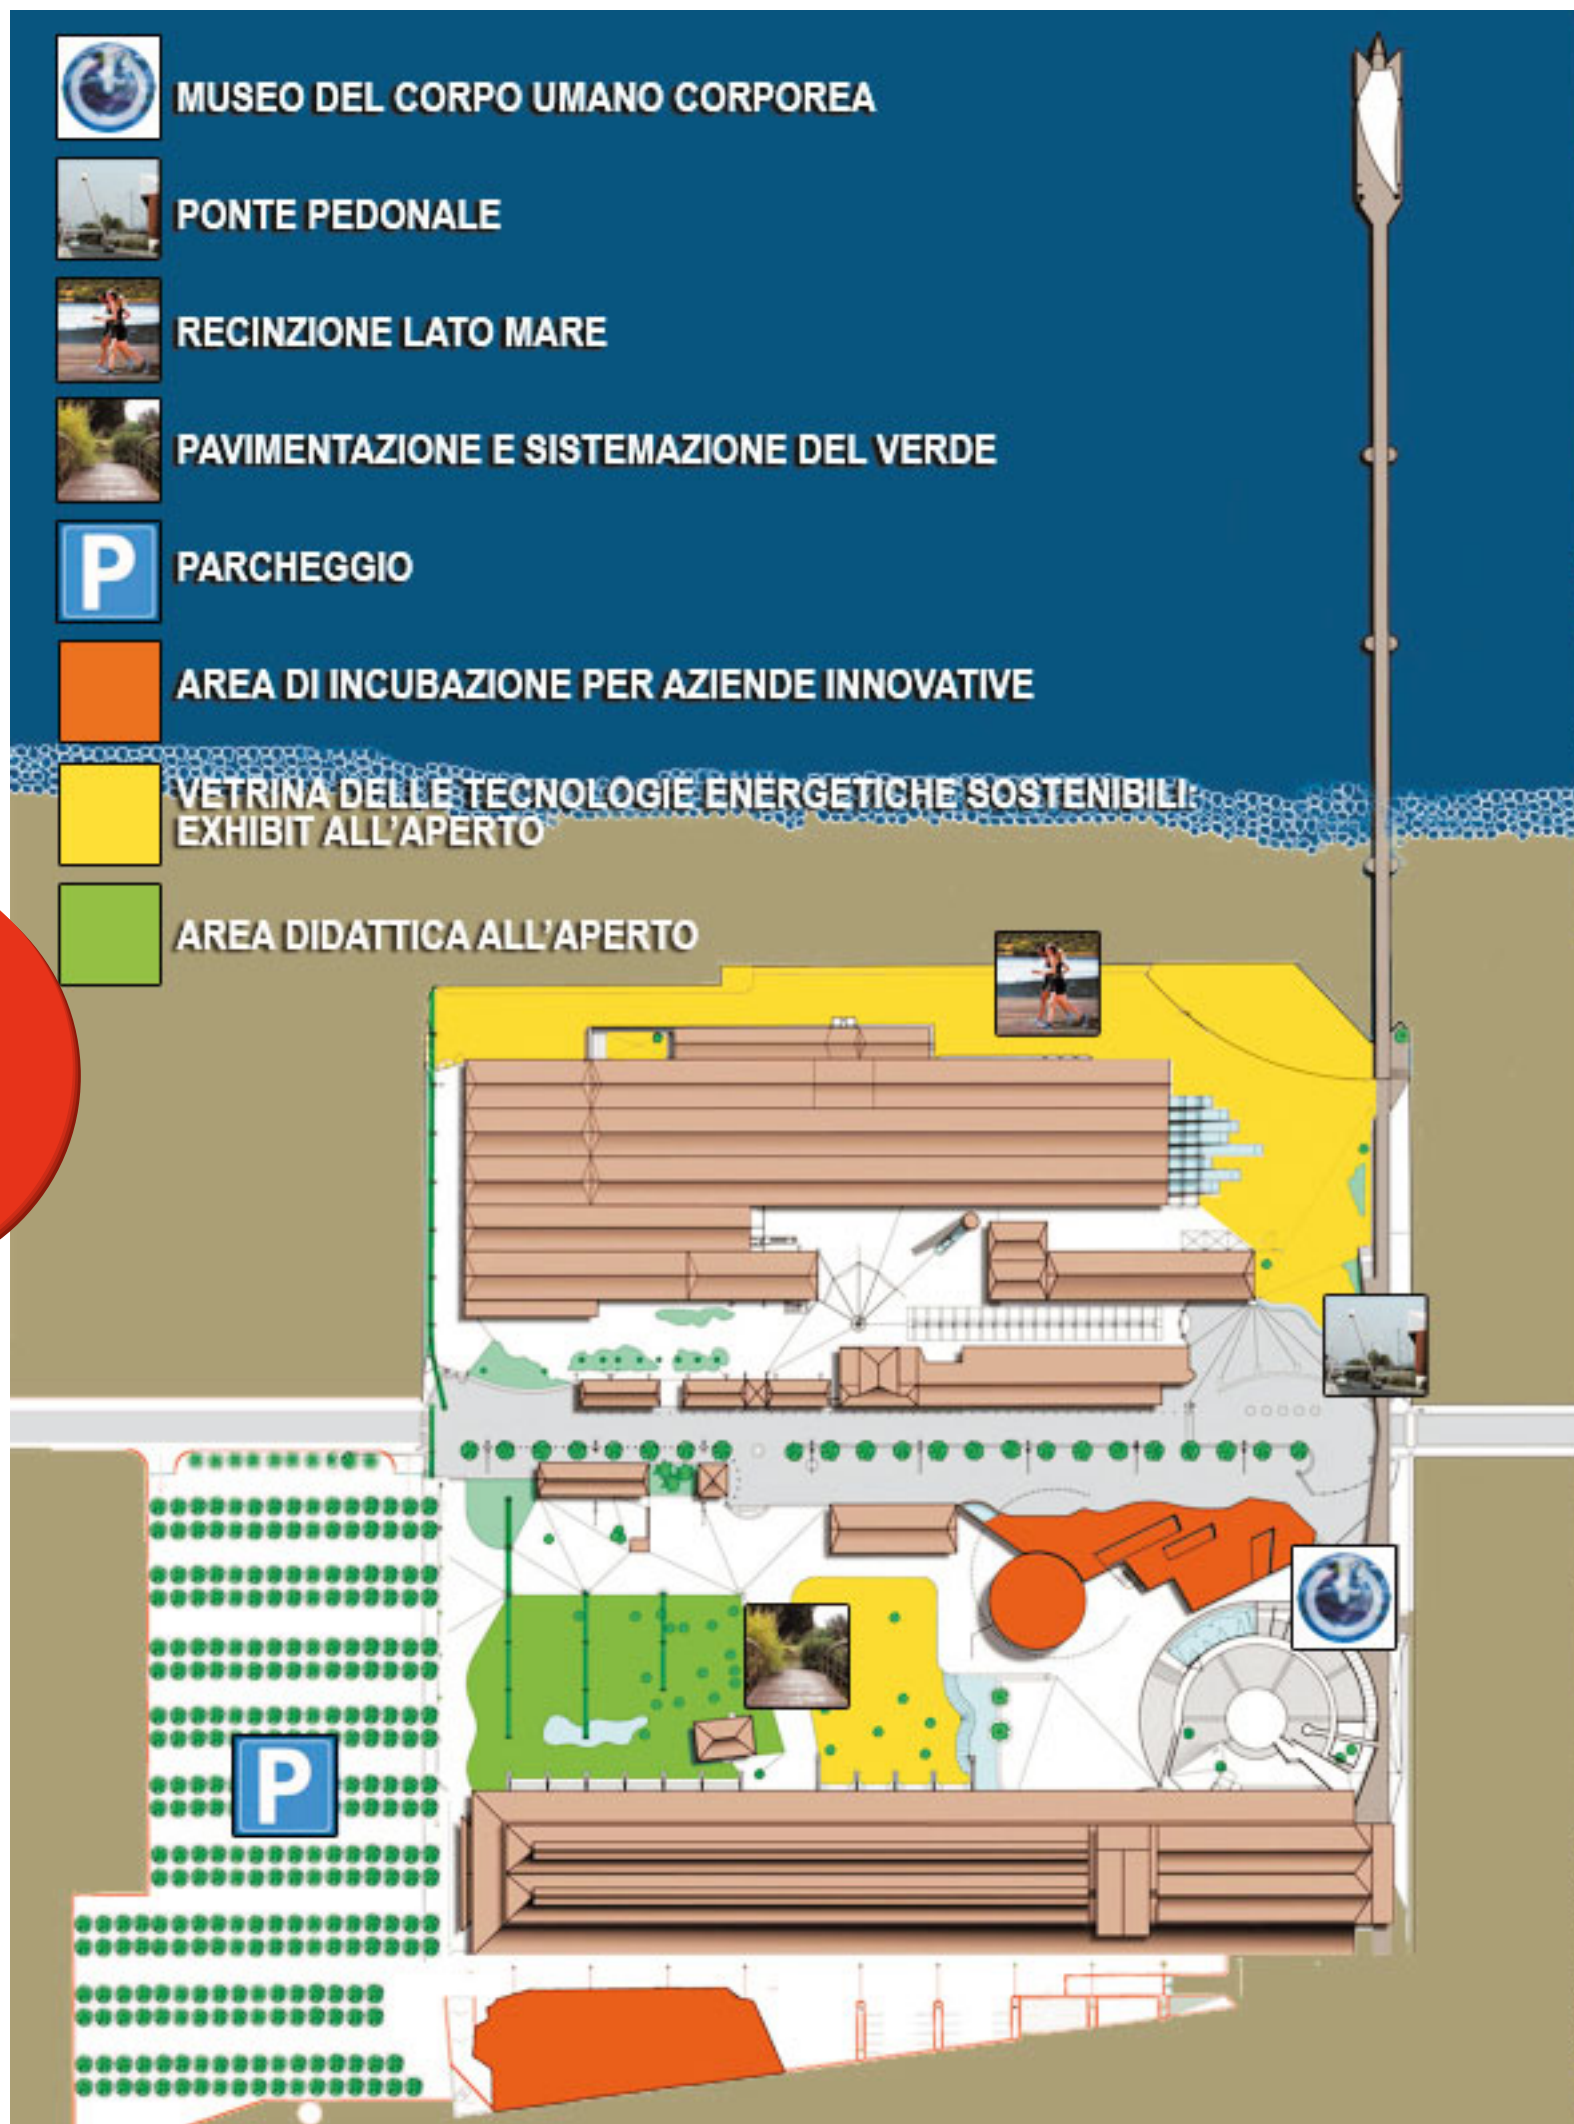 MUSEO DEL CORPO UMANO CORPOREA
PONTE PEDONALE
RECINZIONE LATO MARE
PAVIMENTAZIONE E SISTEMAZIONE DEL VERDE
P
PARCHEGGIO
AREA DI INCUBAZIONE PER AZIENDE INNOVATIVE
VETRINA DELLE TECNOLOGIE ENERGETICHE SOSTENIBILI:
EXHIBIT ALL'APERTO
AREA DIDATTICA ALL'APERTO
P